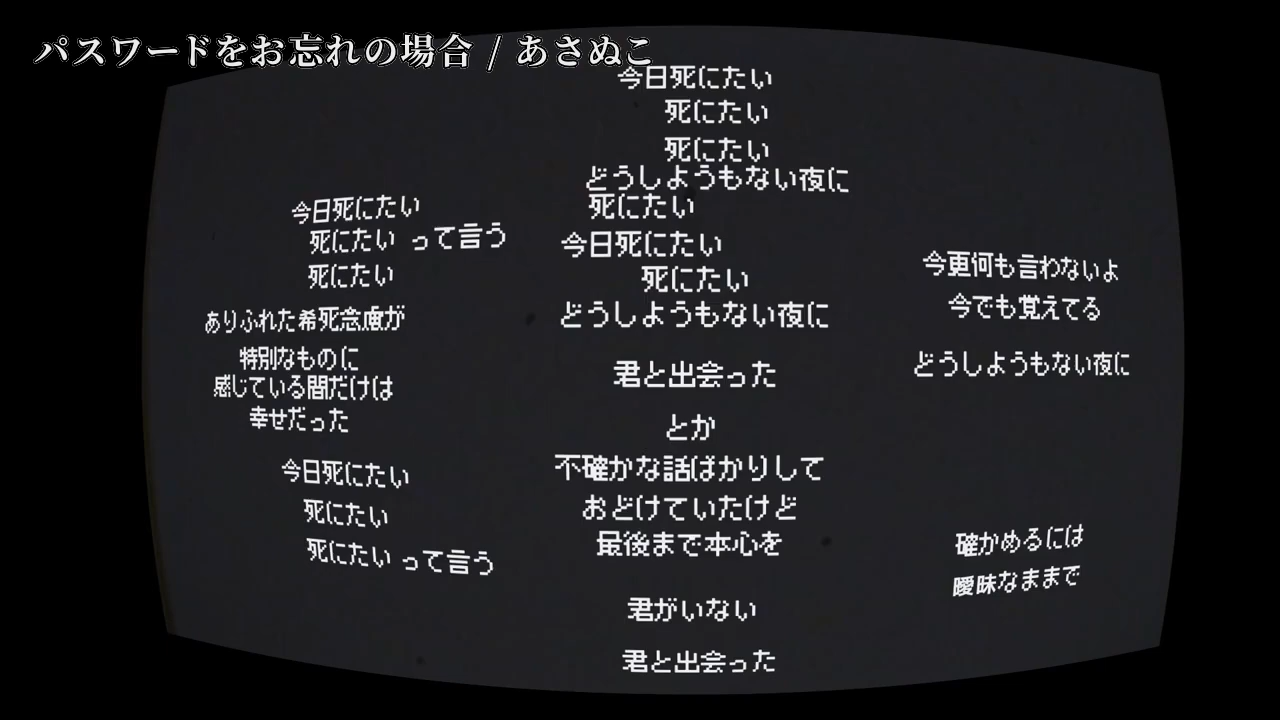 パスワードをお忘れの場合 / あさぬこ
今日死にたい
死にたい って言う
死にたい
ありふれた希死念慮が
特別なものに
感じている間だけは
幸せだった
今日死にたい
死にたい
死にたい って言う
今日死にたい
死にたい
死にたい
どうしようもない夜に
死にたい
今日死にたい
死にたい
どうしようもない夜に
君と出会った
とか
不確かな話ばかりして
おどけていたけど
最後まで本心を
君がいない
君と出会った
今更何も言わないよ
今でも覚えてる
どうしようもない夜に
確かめるには
曖昧なままで